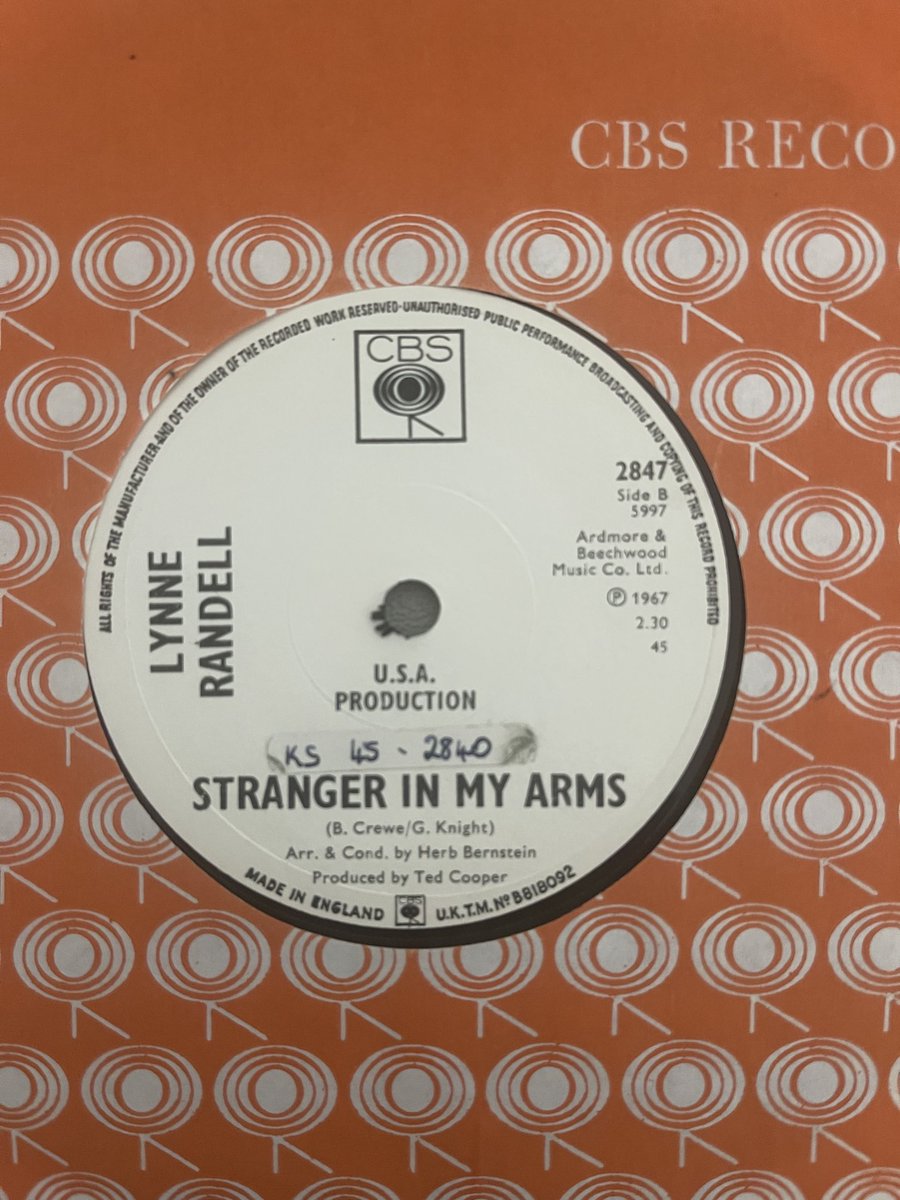 CBS RECO
ALL RIGHTS OF THE MANUFACTURER AND OF THE OWNER OF THE RECORDED WORK RESERVED·UNAUTHORISED PUBLIC PERFORMANCE BROADCASTING AND COPYING OF THIS RECORD PROHIBITED
CBS
2847
Side B
5997
Ardmore &
Beechwood
Music Co. Ltd.
Ⓟ 1967
2.30
45
LYNNE
RANDELL
U.S.A.
PRODUCTION
KS 45 - 2840
STRANGER IN MY ARMS
(B. Crewe/G. Knight)
Arr. & Cond. by Herb Bernstein
Produced by Ted Cooper
MADE IN ENGLAND CBS U.K.T.M. Nº B818092